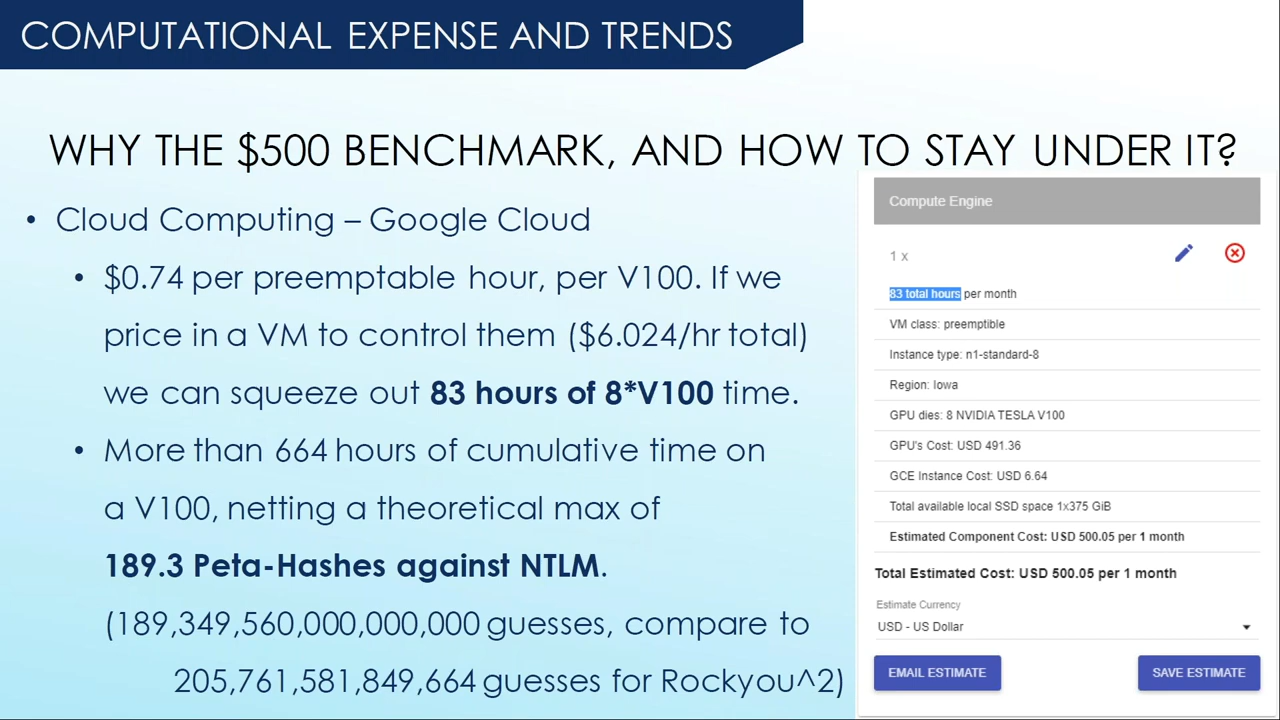 COMPUTATIONAL EXPENSE AND TRENDS
WHY THE $500 BENCHMARK, AND HOW TO STAY UNDER IT?
• Cloud Computing – Google Cloud
• $0.74 per preemptable hour, per V100. If we
price in a VM to control them ($6.024/hr total)
we can squeeze out 83 hours of 8*V100 time.
• More than 664 hours of cumulative time on
a V100, netting a theoretical max of
189.3 Peta-Hashes against NTLM.
(189,349,560,000,000,000 guesses, compare to
205,761,581,849,664 guesses for Rockyou^2)
Compute Engine
1 x
83 total hours per month
VM class: preemptible
Instance type: n1-standard-8
Region: Iowa
GPU dies: 8 NVIDIA TESLA V100
GPU's Cost: USD 491.36
GCE Instance Cost: USD 6.64
Total available local SSD space 1x375 GiB
Estimated Component Cost: USD 500.05 per 1 month
Total Estimated Cost: USD 500.05 per 1 month
Estimate Currency
USD - US Dollar
EMAIL ESTIMATE
SAVE ESTIMATE